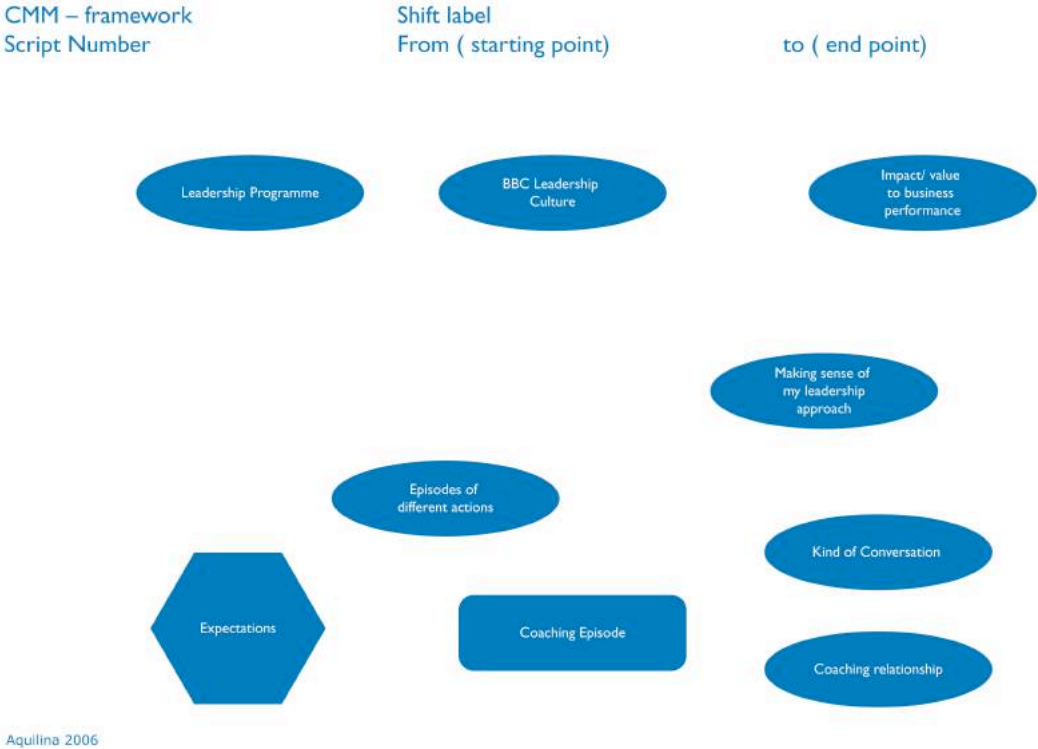 CMM – framework
Shift label
Script Number
From ( starting point)
to ( end point)
Leadership Programme
BBC Leadership
Culture
Impact/ value
to business
performance
Making sense of
my leadership
approach
Episodes of
different actions
Kind of Conversation
Expectations
Coaching Episode
Coaching relationship
Aquilina 2006